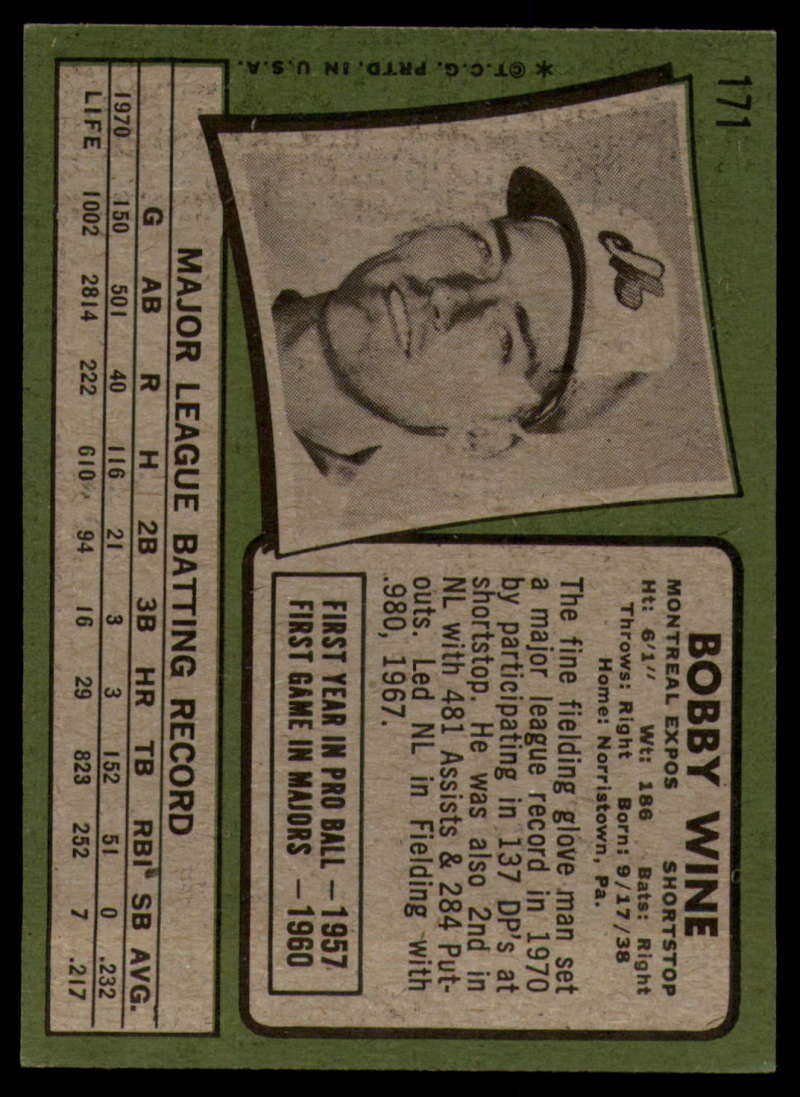 171
*©T.C.G. PRTD. IN U.S.A.
BOBBY WINE
MONTREAL EXPOS SHORTSTOP
Ht: 6'1" Wt: 186 Bats: Right
Throws: Right Born: 9/17/38
Home: Norristown, Pa.
The fine fielding glove man set
a major league record in 1970
by participating in 137 DP's at
shortstop. He was also 2nd in
NL with 481 Assists & 284 Put-
outs. Led NL in Fielding with
.980, 1967.
FIRST YEAR IN PRO BALL — 1957
FIRST GAME IN MAJORS — 1960
MAJOR LEAGUE BATTING RECORD
G AB R H 2B 3B HR TB RBI SB AVG.
1970 150 501 40 116 21 3 3 152 51 0 .232
LIFE 1002 2814 222 610 94 16 29 823 252 7 .217